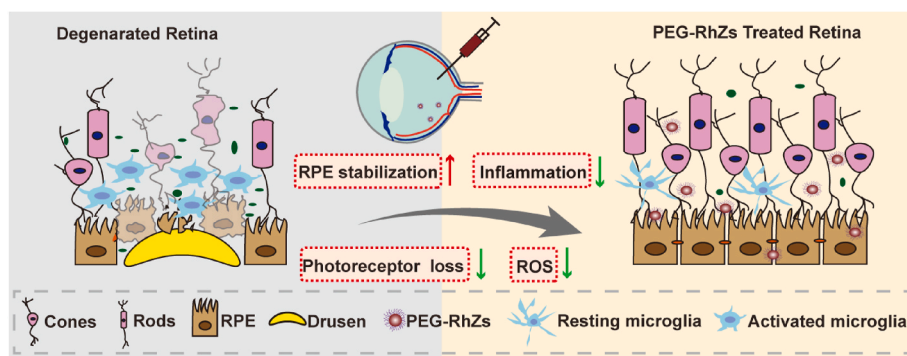 Degenarated Retina
PEG-RhZs Treated Retina
RPE stabilization
Inflammation
Photoreceptor loss
ROS
Cones
Rods
RPE
Drusen
PEG-RhZs
Resting microglia
Activated microglia